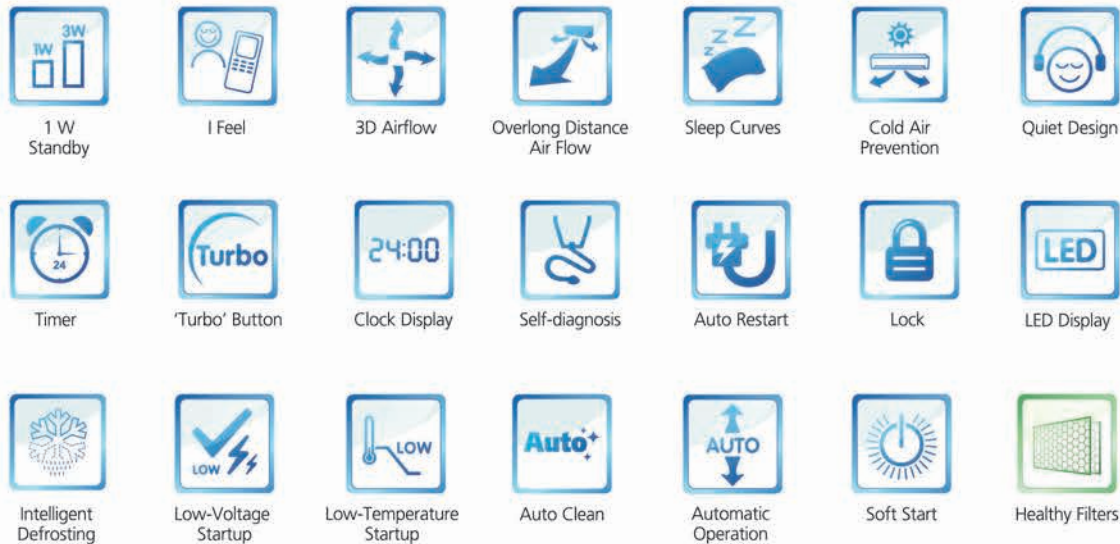 1W 3W
1 W
Standby
I Feel
3D Airflow
Overlong Distance
Air Flow
Z Z Z
Sleep Curves
Cold Air
Prevention
Quiet Design
24
Timer
Turbo
'Turbo' Button
24:00
Clock Display
Self-diagnosis
Auto Restart
Lock
LED
LED Display
Intelligent
Defrosting
LOW
Low-Voltage
Startup
LOW
Low-Temperature
Startup
Auto
Auto Clean
AUTO
Automatic
Operation
Soft Start
Healthy Filters